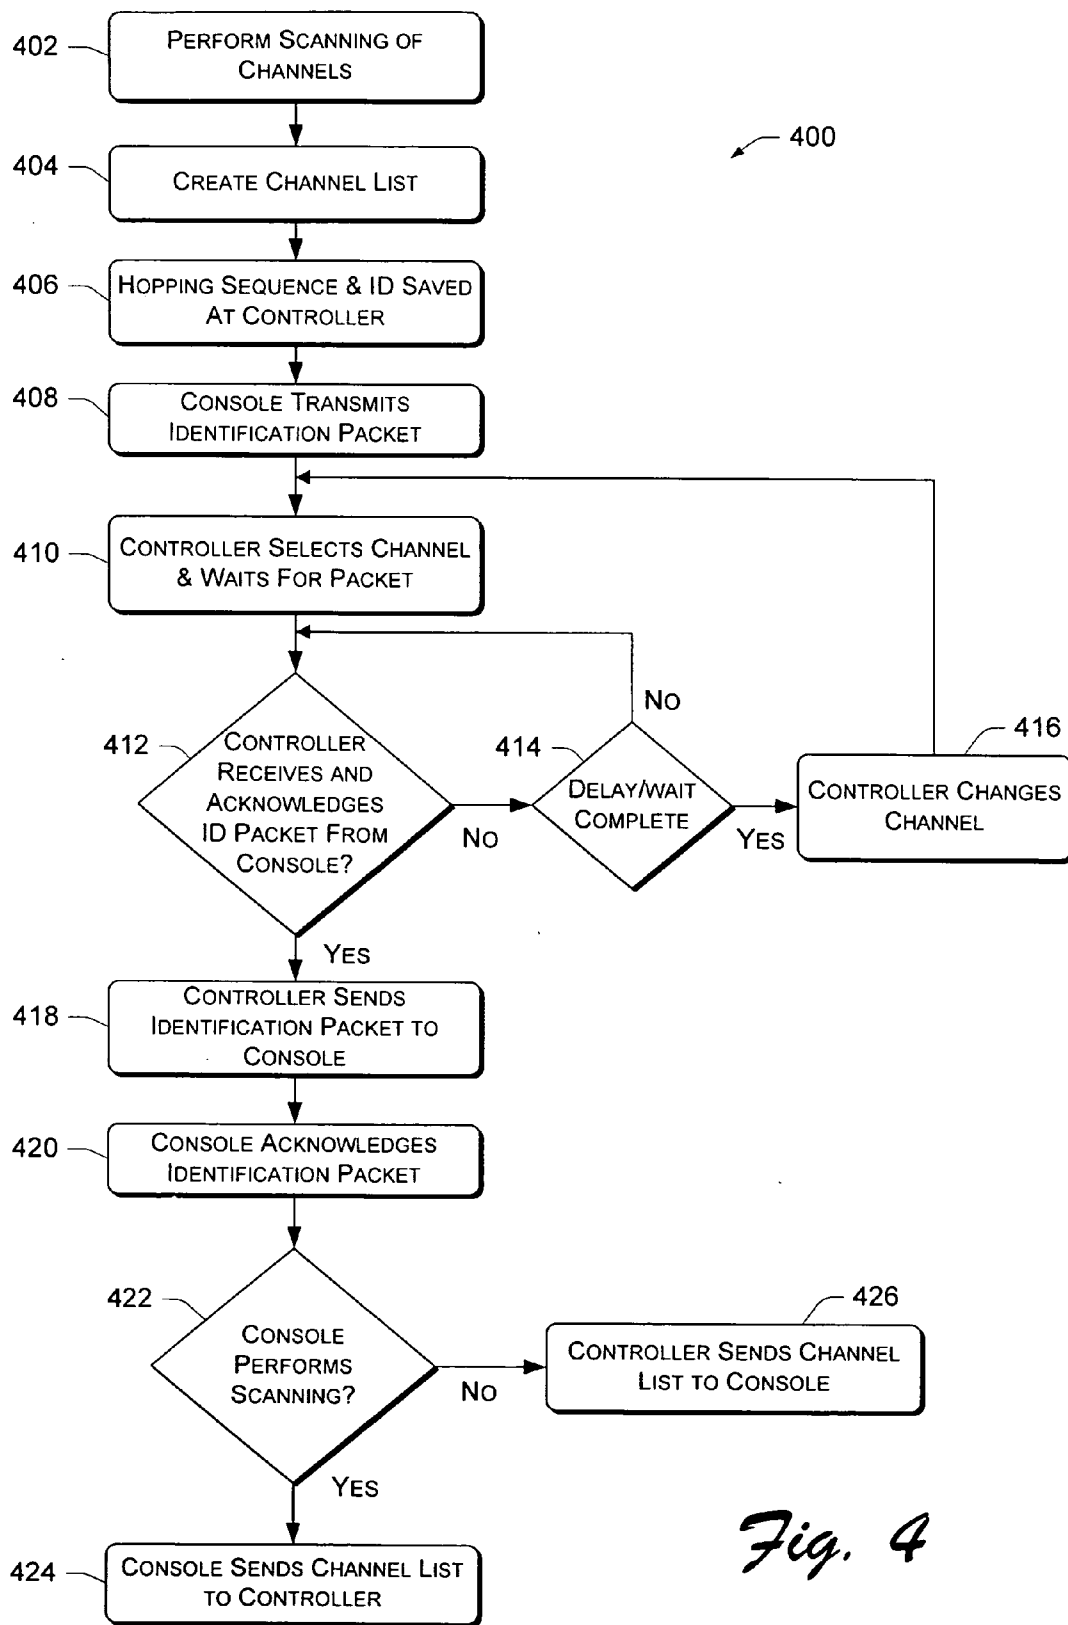 402
PERFORM SCANNING OF
CHANNELS
400
404
CREATE CHANNEL LIST
406
HOPPING SEQUENCE & ID SAVED
AT CONTROLLER
408
CONSOLE TRANSMITS
IDENTIFICATION PACKET
410
CONTROLLER SELECTS CHANNEL
& WAITS FOR PACKET
412
CONTROLLER
RECEIVES AND
ACKNOWLEDGES
ID PACKET FROM
CONSOLE?
NO
414
DELAY/WAIT
COMPLETE
NO
YES
416
CONTROLLER CHANGES
CHANNEL
YES
418
CONTROLLER SENDS
IDENTIFICATION PACKET TO
CONSOLE
420
CONSOLE ACKNOWLEDGES
IDENTIFICATION PACKET
422
CONSOLE
PERFORMS
SCANNING?
NO
426
CONTROLLER SENDS CHANNEL
LIST TO CONSOLE
YES
424
CONSOLE SENDS CHANNEL LIST
TO CONTROLLER
Fig. 4